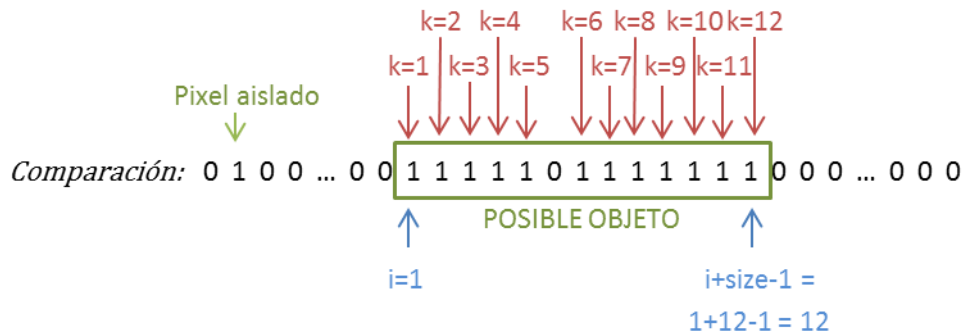 k=2 k=4 k=6 k=8 k=10 k=12
k=1 k=3 k=5 k=7 k=9 k=11
Pixel aislado
Comparación: 0 1 0 0 ... 0 0 1 1 1 1 1 0 1 1 1 1 1 1 1 0 0 0 ... 0 0 0
POSIBLE OBJETO
i=1
i+size-1 =
1+12-1 = 12